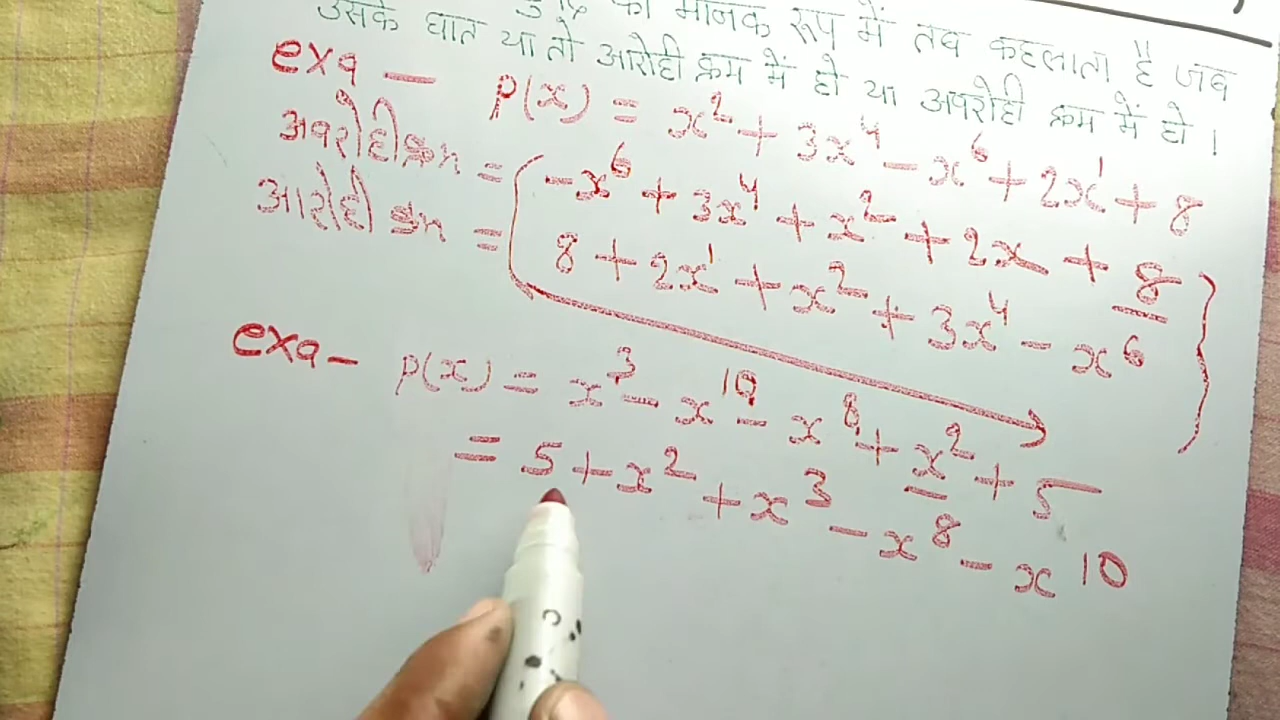 का मानक रूप में तब कहलाता है जब
उसके घात या तो आरोही क्रम में हो या अवरोही क्रम में हो ।
exa — P(x) = x² + 3x⁴ - x⁶ + 2x¹ + 8
अवरोही क्रम = -x⁶ + 3x⁴ + x² + 2x + 8
आरोही क्रम = 8 + 2x¹ + x² + 3x⁴ - x⁶
exa - P(x) = x³ - x¹⁰ - x⁸ + x² + 5
= 5 + x² + x³ - x⁸ - x¹⁰